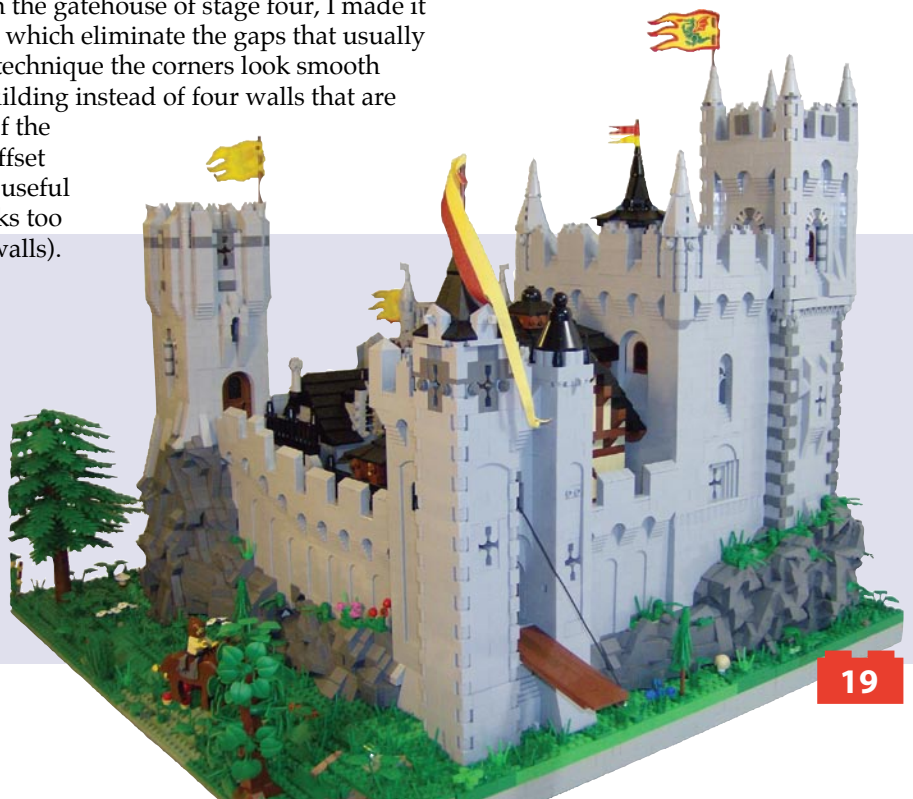 n the gatehouse of stage four, I made it
which eliminate the gaps that usually
technique the corners look smooth
ilding instead of four walls that are
f the
ffset
useful
ks too
walls).
19